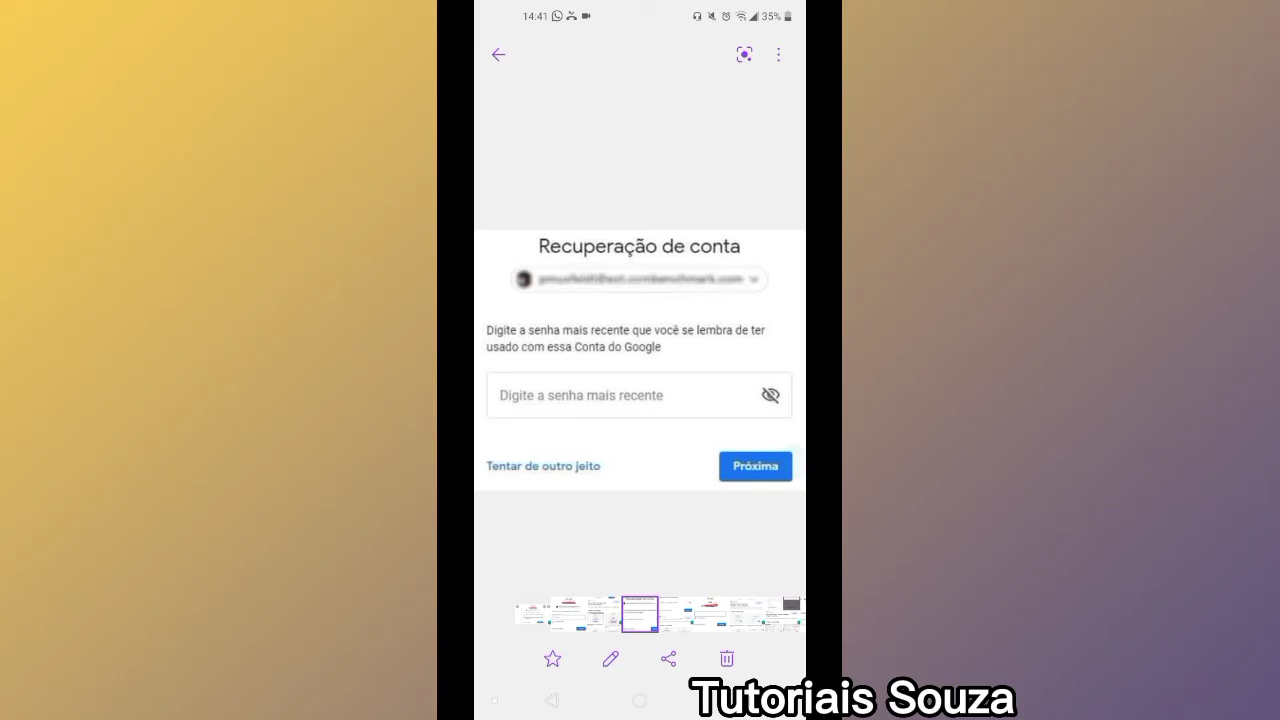 14:41
35%
Recuperação de conta
Digite a senha mais recente que você se lembra de ter
usado com essa Conta do Google
Digite a senha mais recente
Tentar de outro jeito
Próxima
Tutoriais Souza